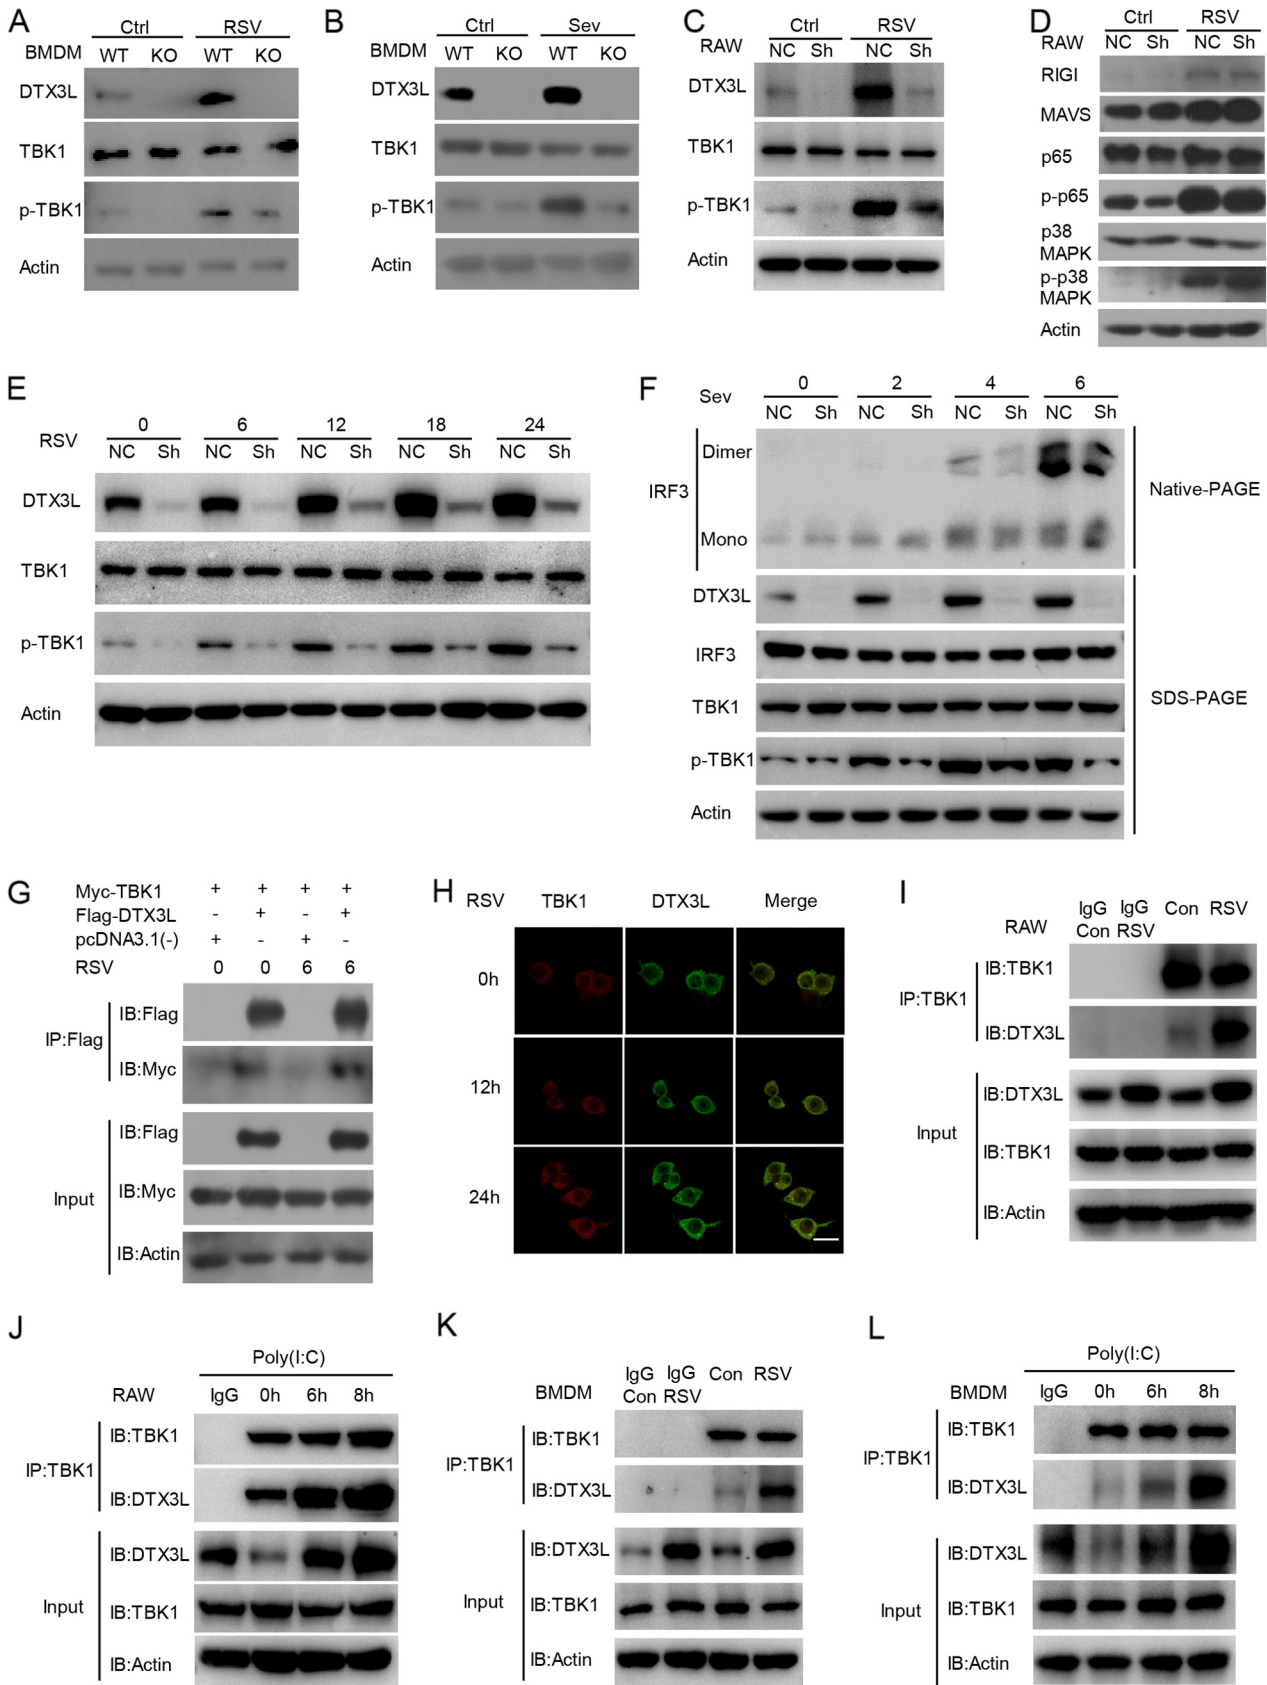 A
Ctrl RSV
BMDM WT KO WT KO
DTX3L
TBK1
p-TBK1
Actin
B
Ctrl Sev
BMDM WT KO WT KO
DTX3L
TBK1
p-TBK1
Actin
C
Ctrl RSV
RAW NC Sh NC Sh
DTX3L
TBK1
p-TBK1
Actin
D
Ctrl RSV
RAW NC Sh NC Sh
RIGI
MAVS
p65
p-p65
p38
MAPK
p-p38
MAPK
Actin
E
0 6 12 18 24
RSV
NC Sh NC Sh NC Sh NC Sh NC Sh
DTX3L
TBK1
p-TBK1
Actin
F
Sev 0 2 4 6
NC Sh NC Sh NC Sh NC Sh
Dimer
IRF3
Mono
Native-PAGE
DTX3L
IRF3
TBK1
p-TBK1
Actin
SDS-PAGE
G
Myc-TBK1 + + + +
Flag-DTX3L - + - +
pcDNA3.1(-) + - + -
RSV 0 0 6 6
IP:Flag
IB:Flag
IB:Myc
Input
IB:Flag
IB:Myc
IB:Actin
H
RSV TBK1 DTX3L Merge
0h
12h
24h
I
RAW
IgG Con
IgG RSV
Con RSV
IP:TBK1
IB:TBK1
IB:DTX3L
Input
IB:DTX3L
IB:TBK1
IB:Actin
J
Poly(I:C)
RAW IgG 0h 6h 8h
IP:TBK1
IB:TBK1
IB:DTX3L
Input
IB:DTX3L
IB:TBK1
IB:Actin
K
BMDM
IgG Con
IgG RSV
Con RSV
IP:TBK1
IB:TBK1
IB:DTX3L
Input
IB:DTX3L
IB:TBK1
IB:Actin
L
Poly(I:C)
BMDM IgG 0h 6h 8h
IP:TBK1
IB:TBK1
IB:DTX3L
Input
IB:DTX3L
IB:TBK1
IB:Actin